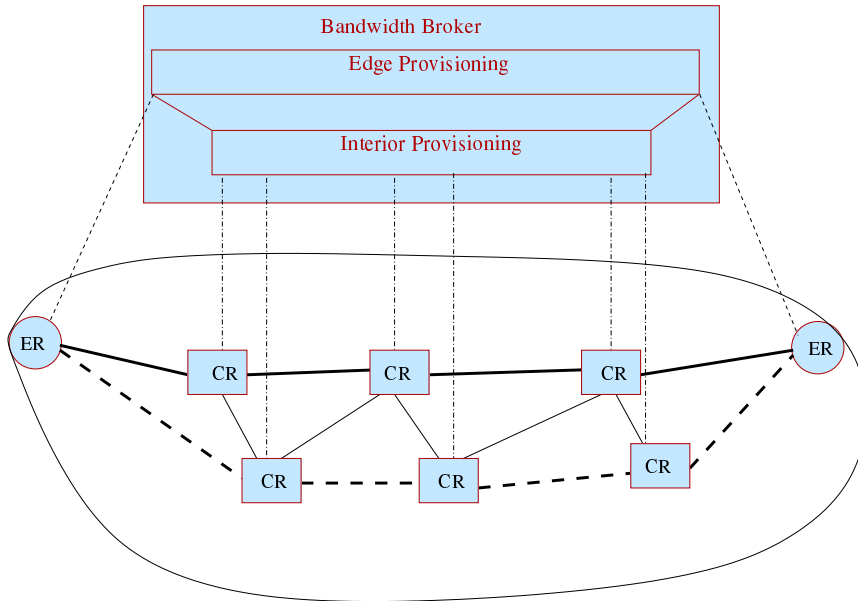 Bandwidth Broker
Edge Provisioning
Interior Provisioning
ER
ER
CR
CR
CR
CR
CR
CR